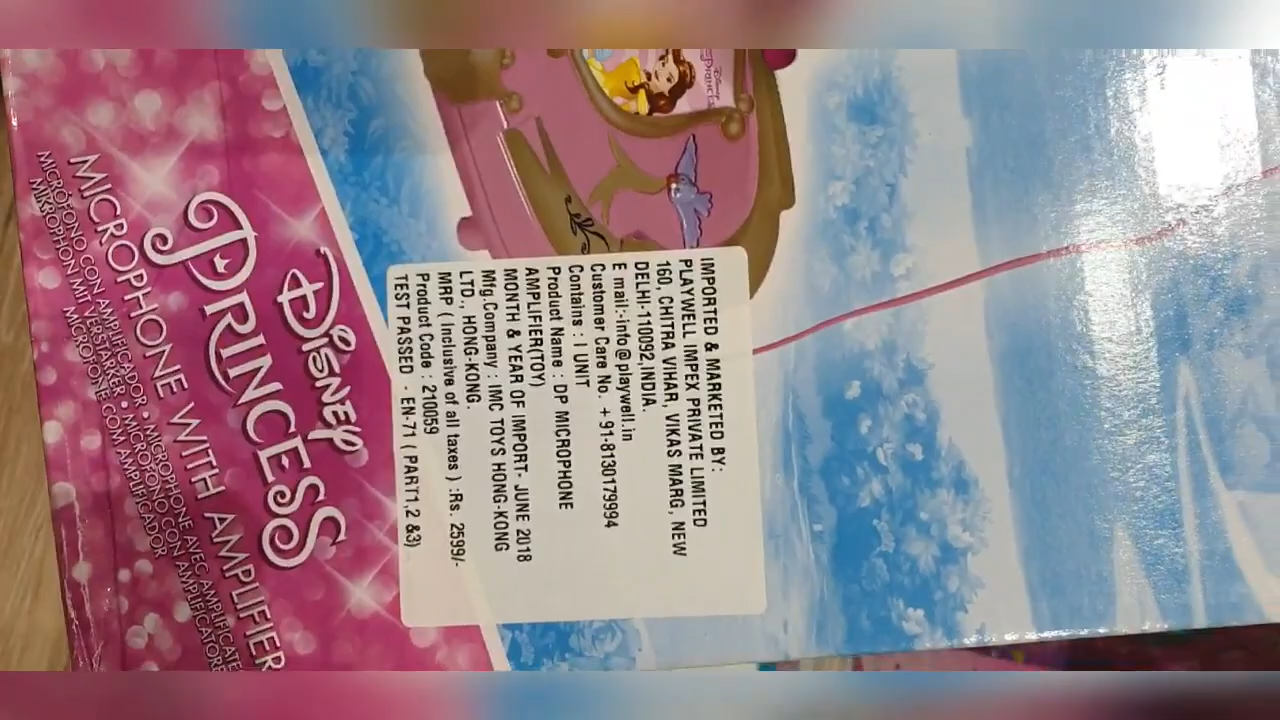 IMPORTED & MARKETED BY:
PLAYWELL IMPEX PRIVATE LIMITED
160, CHITRA VIHAR, VIKAS MARG, NEW
DELHI-110092,INDIA.
E mail:-info@playwell.in
Customer Care No. +91-8130179994
Contains : 1 UNIT
Product Name : DP MICROPHONE
AMPLIFIER(TOY)
MONTH & YEAR OF IMPORT- JUNE 2018
Mfg.Company : IMC TOYS HONG-KONG
LTD., HONG-KONG.
MRP ( Inclusive of all taxes ) :Rs. 2599/-
Product Code : 210059
TEST PASSED - EN-71 ( PART1,2 &3)
DISNEY
PRINCESS
MICROPHONE WITH AMPLIFIER
MICRÓFONO CON AMPLIFICADOR • MICROPHONE AVEC AMPLIFICATE
MIKROPHON MIT VERSTÄRKER • MICROFONO CON AMPLIFICATORE
MICROFONE COM AMPLIFICADOR